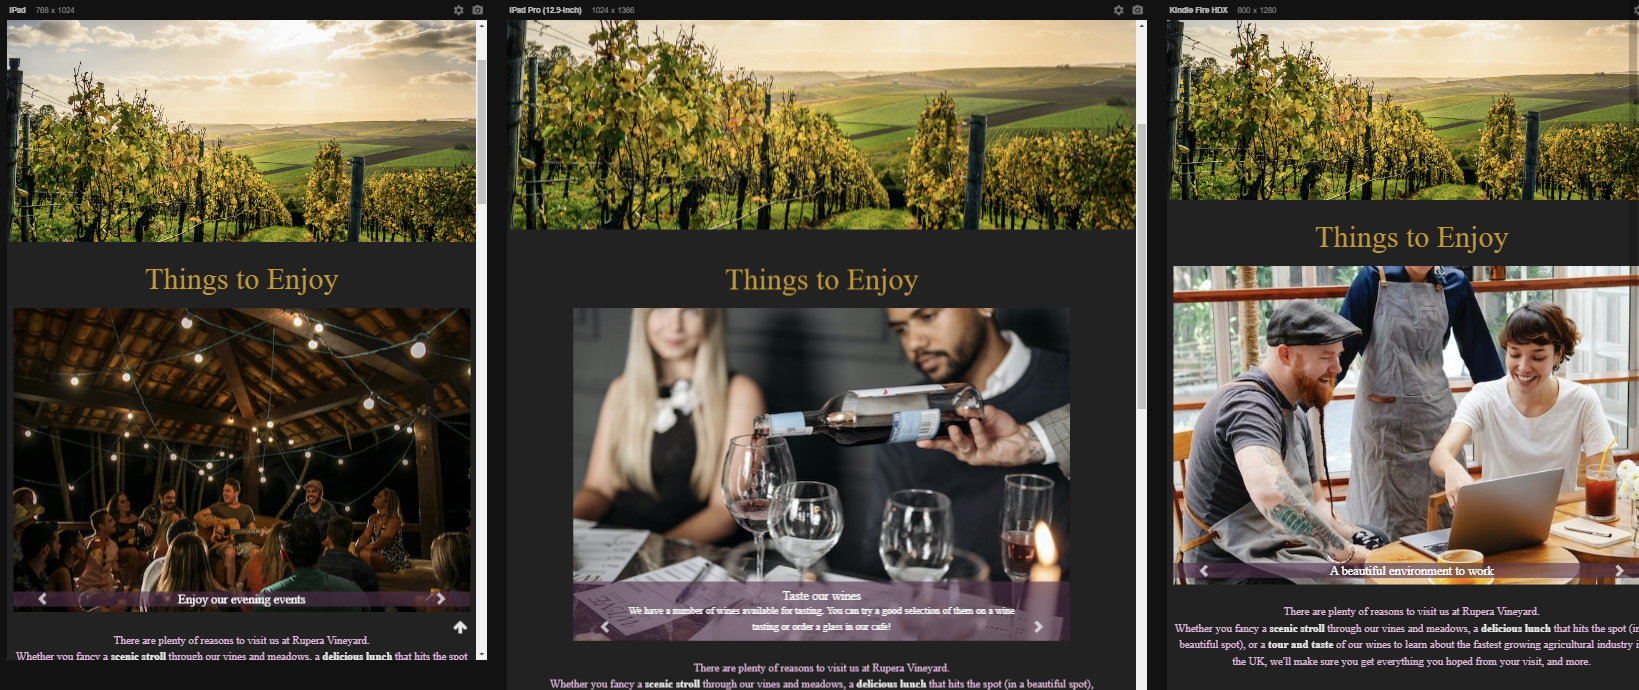 iPad 768 x 1024
Things to Enjoy
Enjoy our evening events
There are plenty of reasons to visit us at Rupera Vineyard.
Whether you fancy a scenic stroll through our vines and meadows, a delicious lunch that hits the spot
iPad Pro (12.9-inch) 1024 x 1366
Things to Enjoy
Taste our wines
We have a number of wines available for tasting. You can try a good selection of them on a wine
tasting or order a glass in our cafe!
There are plenty of reasons to visit us at Rupera Vineyard.
Whether you fancy a scenic stroll through our vines and meadows, a delicious lunch that hits the spot (in a beautiful spot),
Kindle Fire HDX 800 x 1280
Things to Enjoy
A beautiful environment to work
There are plenty of reasons to visit us at Rupera Vineyard.
Whether you fancy a scenic stroll through our vines and meadows, a delicious lunch that hits the spot (in
beautiful spot), or a tour and taste of our wines to learn about the fastest growing agricultural industry i
the UK, we'll make sure you get everything you hoped from your visit, and more.